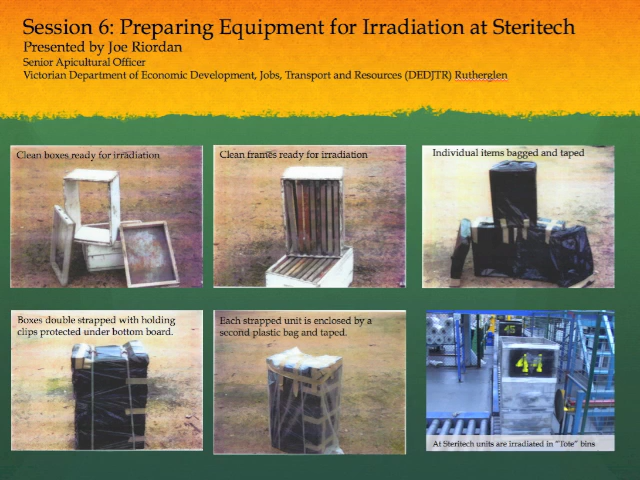 Session 6: Preparing Equipment for Irradiation at Steritech
Presented by Joe Riordan
Senior Apicultural Officer
Victorian Department of Economic Development, Jobs, Transport and Resources (DEDJTR) Rutherglen
Clean boxes ready for irradiation
Clean frames ready for irradiation
Individual items bagged and taped
Boxes double strapped with holding
clips protected under bottom board.
Each strapped unit is enclosed by a
second plastic bag and taped.
45
At Steritech units are irradiated in "Tote" bins